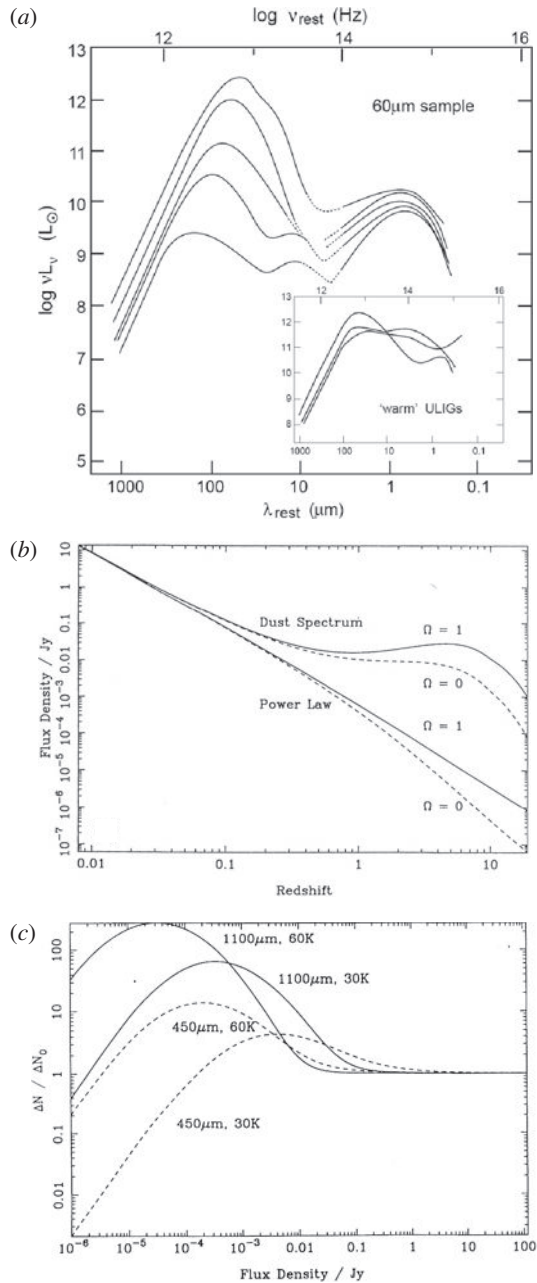 (a)
log νrest (Hz)
12 14 16
13
12
11
10
9
8
7
6
5
log νLν (L⊙)
60μm sample
14 16
13
12
11
10
9
8
'warm' ULIGs
1000 100 10 1 0.1
1000 100 10 1 0.1
λrest (μm)
(b)
Flux Density / Jy
10
1
0.1
0.01
10⁻³
10⁻⁴
10⁻⁵
10⁻⁶
10⁻⁷
Dust Spectrum
Ω = 1
Ω = 0
Power Law
Ω = 1
Ω = 0
0.01 0.1 1 10
Redshift
(c)
ΔN / ΔN₀
100
10
1
0.1
0.01
1100μm, 60K
1100μm, 30K
450μm, 60K
450μm, 30K
10⁻⁶ 10⁻⁵ 10⁻⁴ 10⁻³ 0.01 0.1 1 10 100
Flux Density / Jy